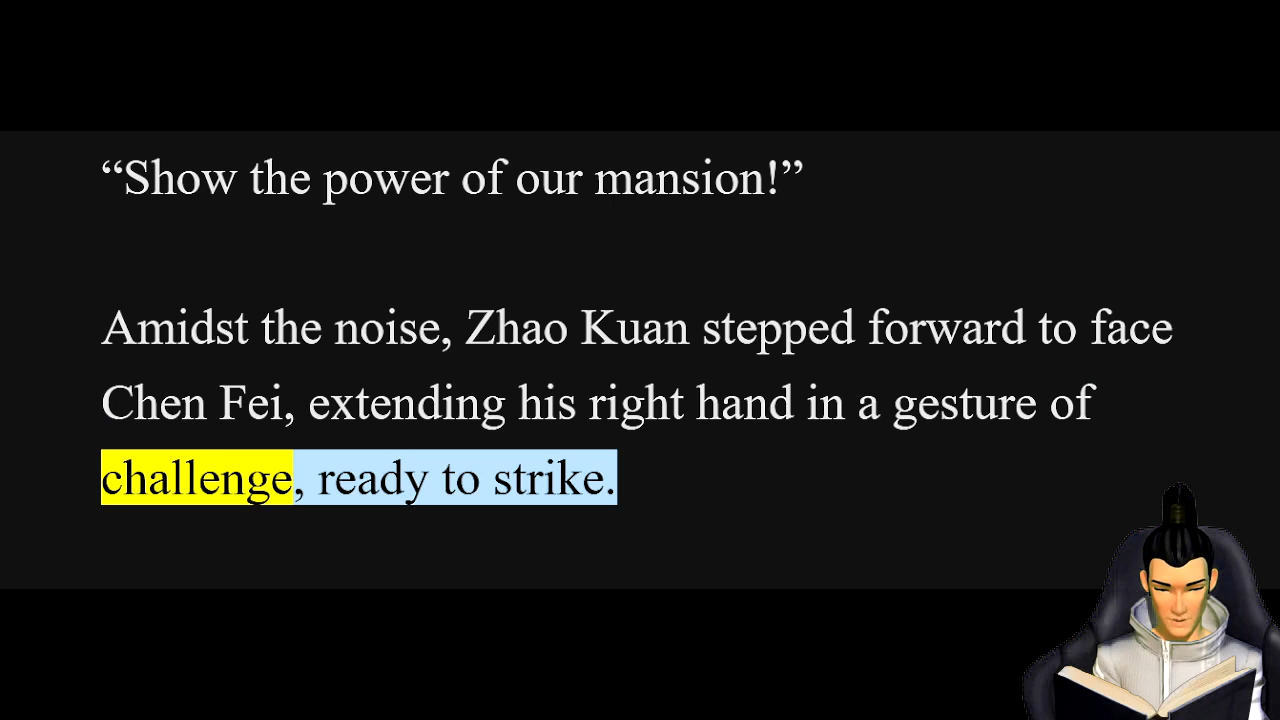 “Show the power of our mansion!”
Amidst the noise, Zhao Kuan stepped forward to face
Chen Fei, extending his right hand in a gesture of
challenge, ready to strike.